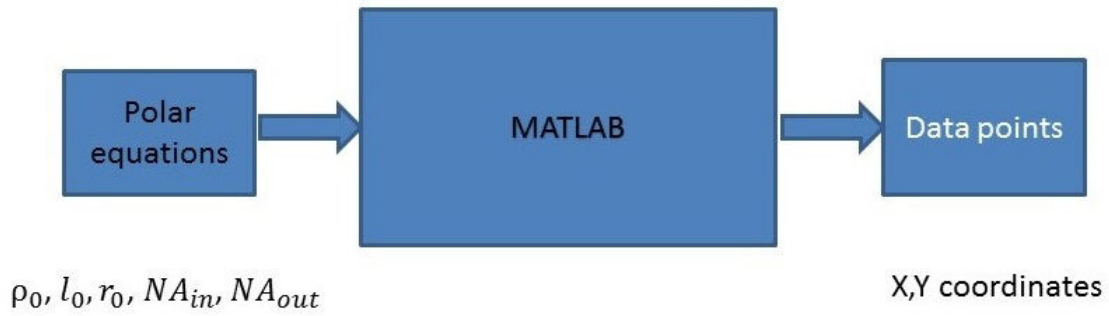 Polar
equations
MATLAB
Data points
ρ₀, l₀, r₀, NAᵢₙ, NAₒᵤₜ
X,Y coordinates